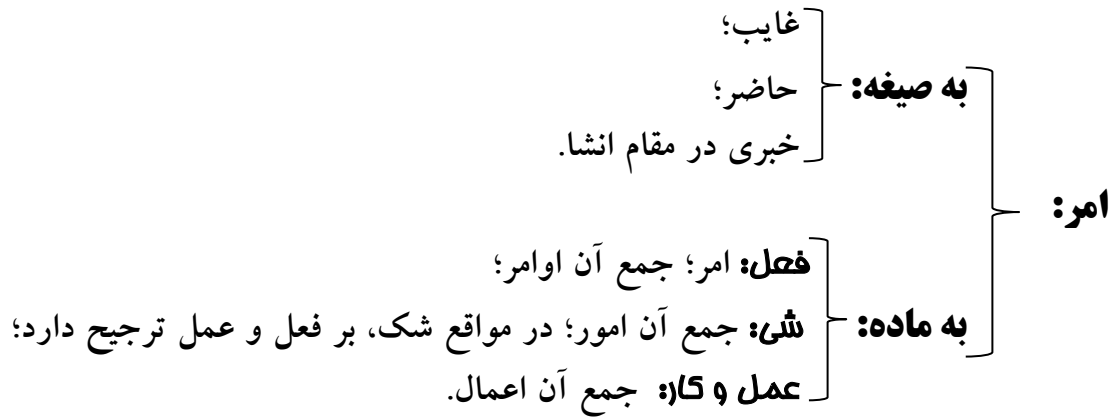 امر:
به صیغه:
غایب؛
حاضر؛
خبری در مقام انشا.
به ماده:
فعل: امر؛ جمع آن اوامر؛
شی: جمع آن امور؛ در مواقع شک، بر فعل و عمل ترجیح دارد؛
عمل و کار: جمع آن اعمال.